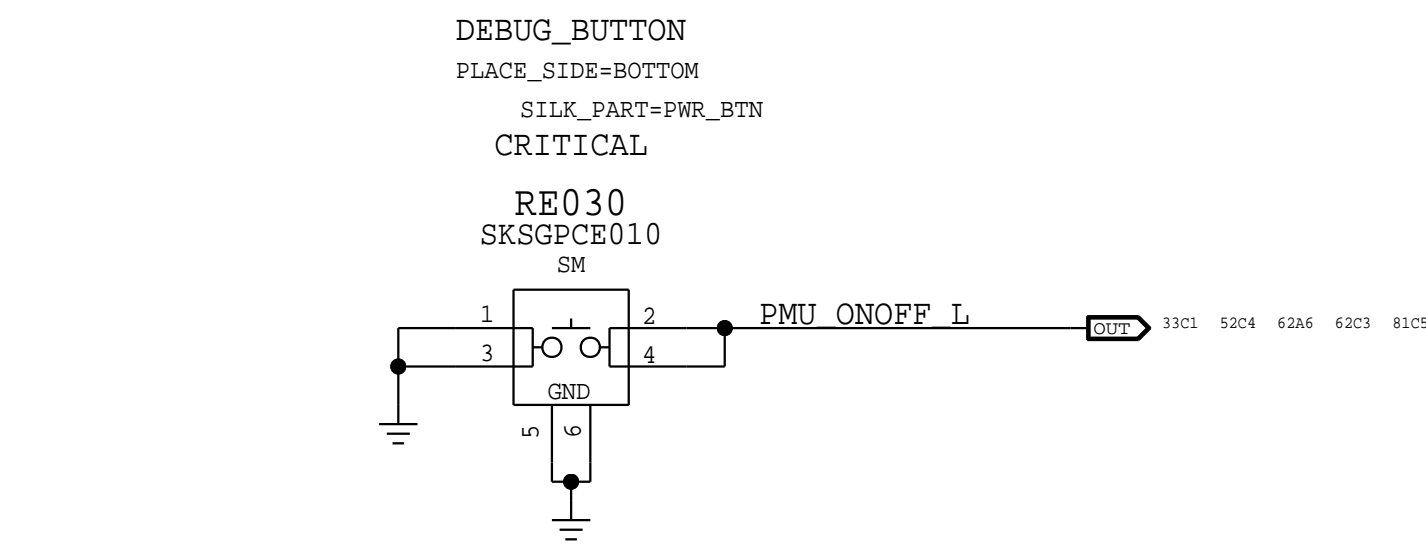 DEBUG_BUTTON
PLACE_SIDE=BOTTOM
SILK_PART=PWR_BTN
CRITICAL
RE030
SKSGPCE010
SM
1 2 PMU_ONOFF_L OUT 33C1 52C4 62A6 62C3 81C5
3 4
GND
5 6